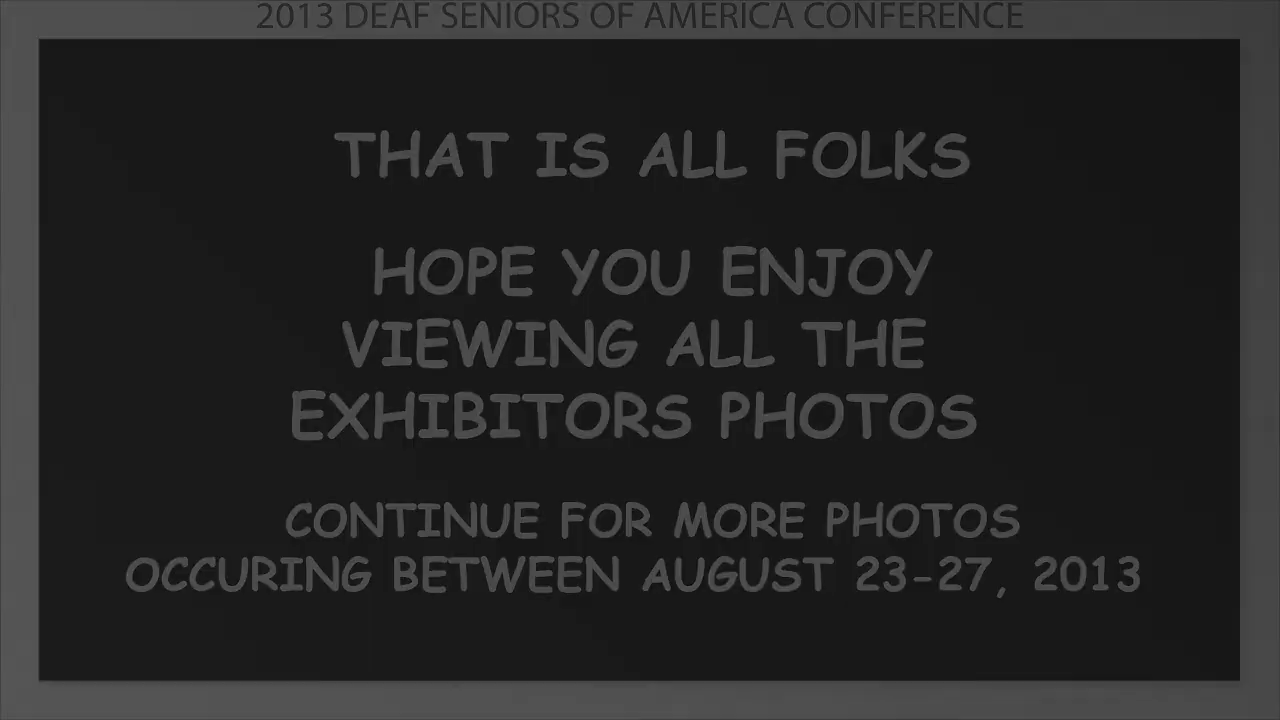 2013 DEAF SENIORS OF AMERICA CONFERENCE
THAT IS ALL FOLKS
HOPE YOU ENJOY
VIEWING ALL THE
EXHIBITORS PHOTOS
CONTINUE FOR MORE PHOTOS
OCCURING BETWEEN AUGUST 23-27, 2013